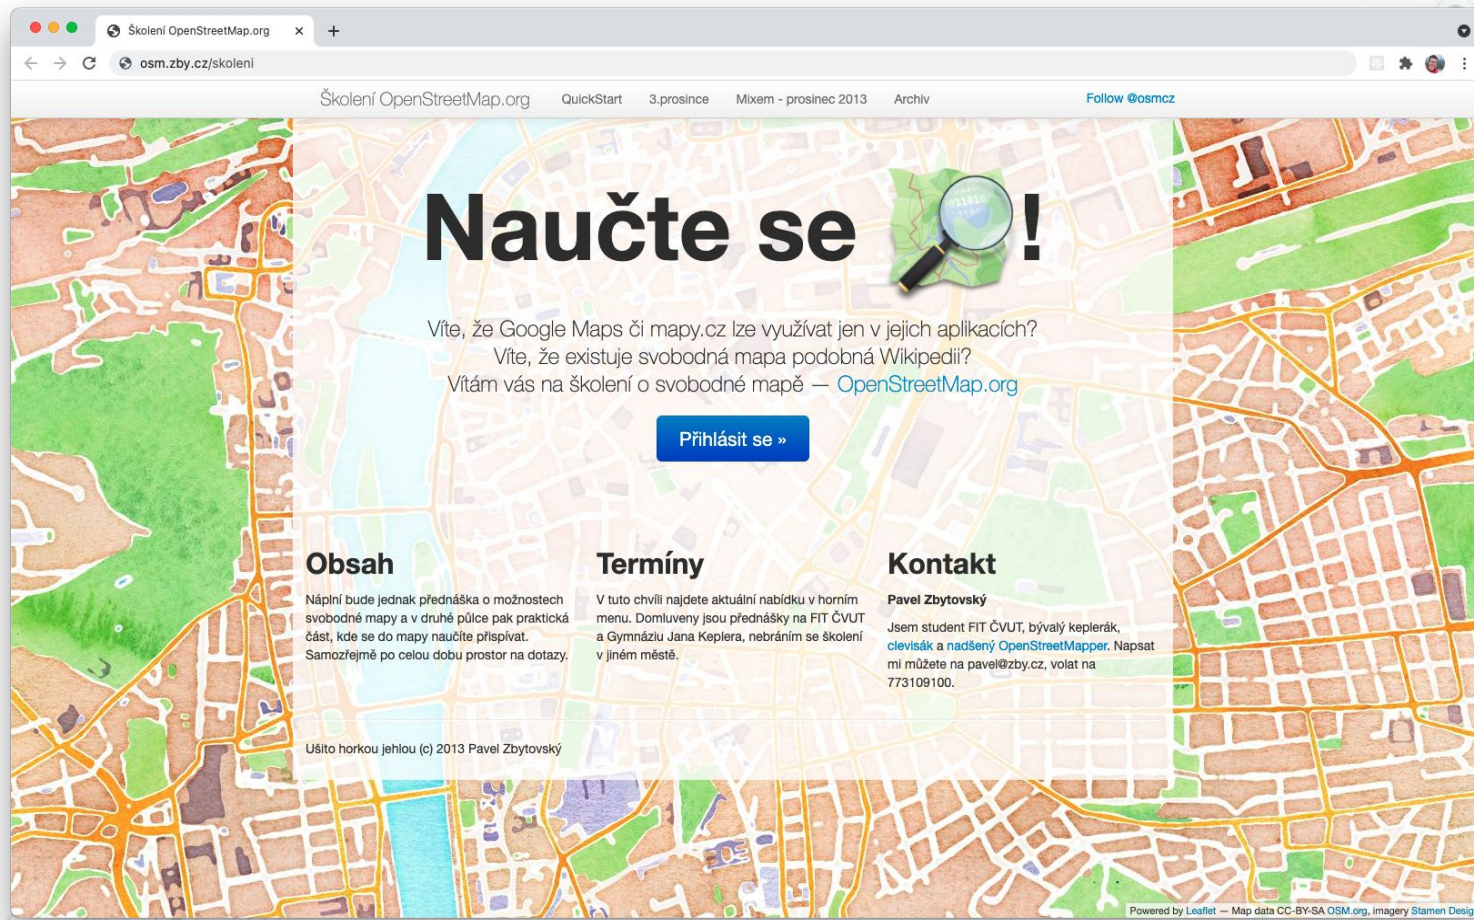 Školení OpenStreetMap.org
osm.zby.cz/skoleni
Školení OpenStreetMap.org QuickStart 3.prosince Mixem - prosinec 2013 Archiv Follow @osmcz
Naučte se !
Víte, že Google Maps či mapy.cz lze využívat jen v jejich aplikacích?
Víte, že existuje svobodná mapa podobná Wikipedii?
Vítám vás na školení o svobodné mapě — OpenStreetMap.org
Přihlásit se »
Obsah
Náplní bude jednak přednáška o možnostech
svobodné mapy a v druhé půlce pak praktická
část, kde se do mapy naučíte přispívat.
Samozřejmě po celou dobu prostor na dotazy.
Termíny
V tuto chvíli najdete aktuální nabídku v horním
menu. Domluveny jsou přednášky na FIT ČVUT
a Gymnáziu Jana Keplera, nebráním se školení
v jiném městě.
Kontakt
Pavel Zbytovský
Jsem student FIT ČVUT, bývalý keplerák,
clevisák a nadšený OpenStreetMapper. Napsat
mi můžete na pavel@zby.cz, volat na
773109100.
Ušito horkou jehlou (c) 2013 Pavel Zbytovský
Powered by Leaflet — Map data CC-BY-SA OSM.org, imagery Stamen Desig